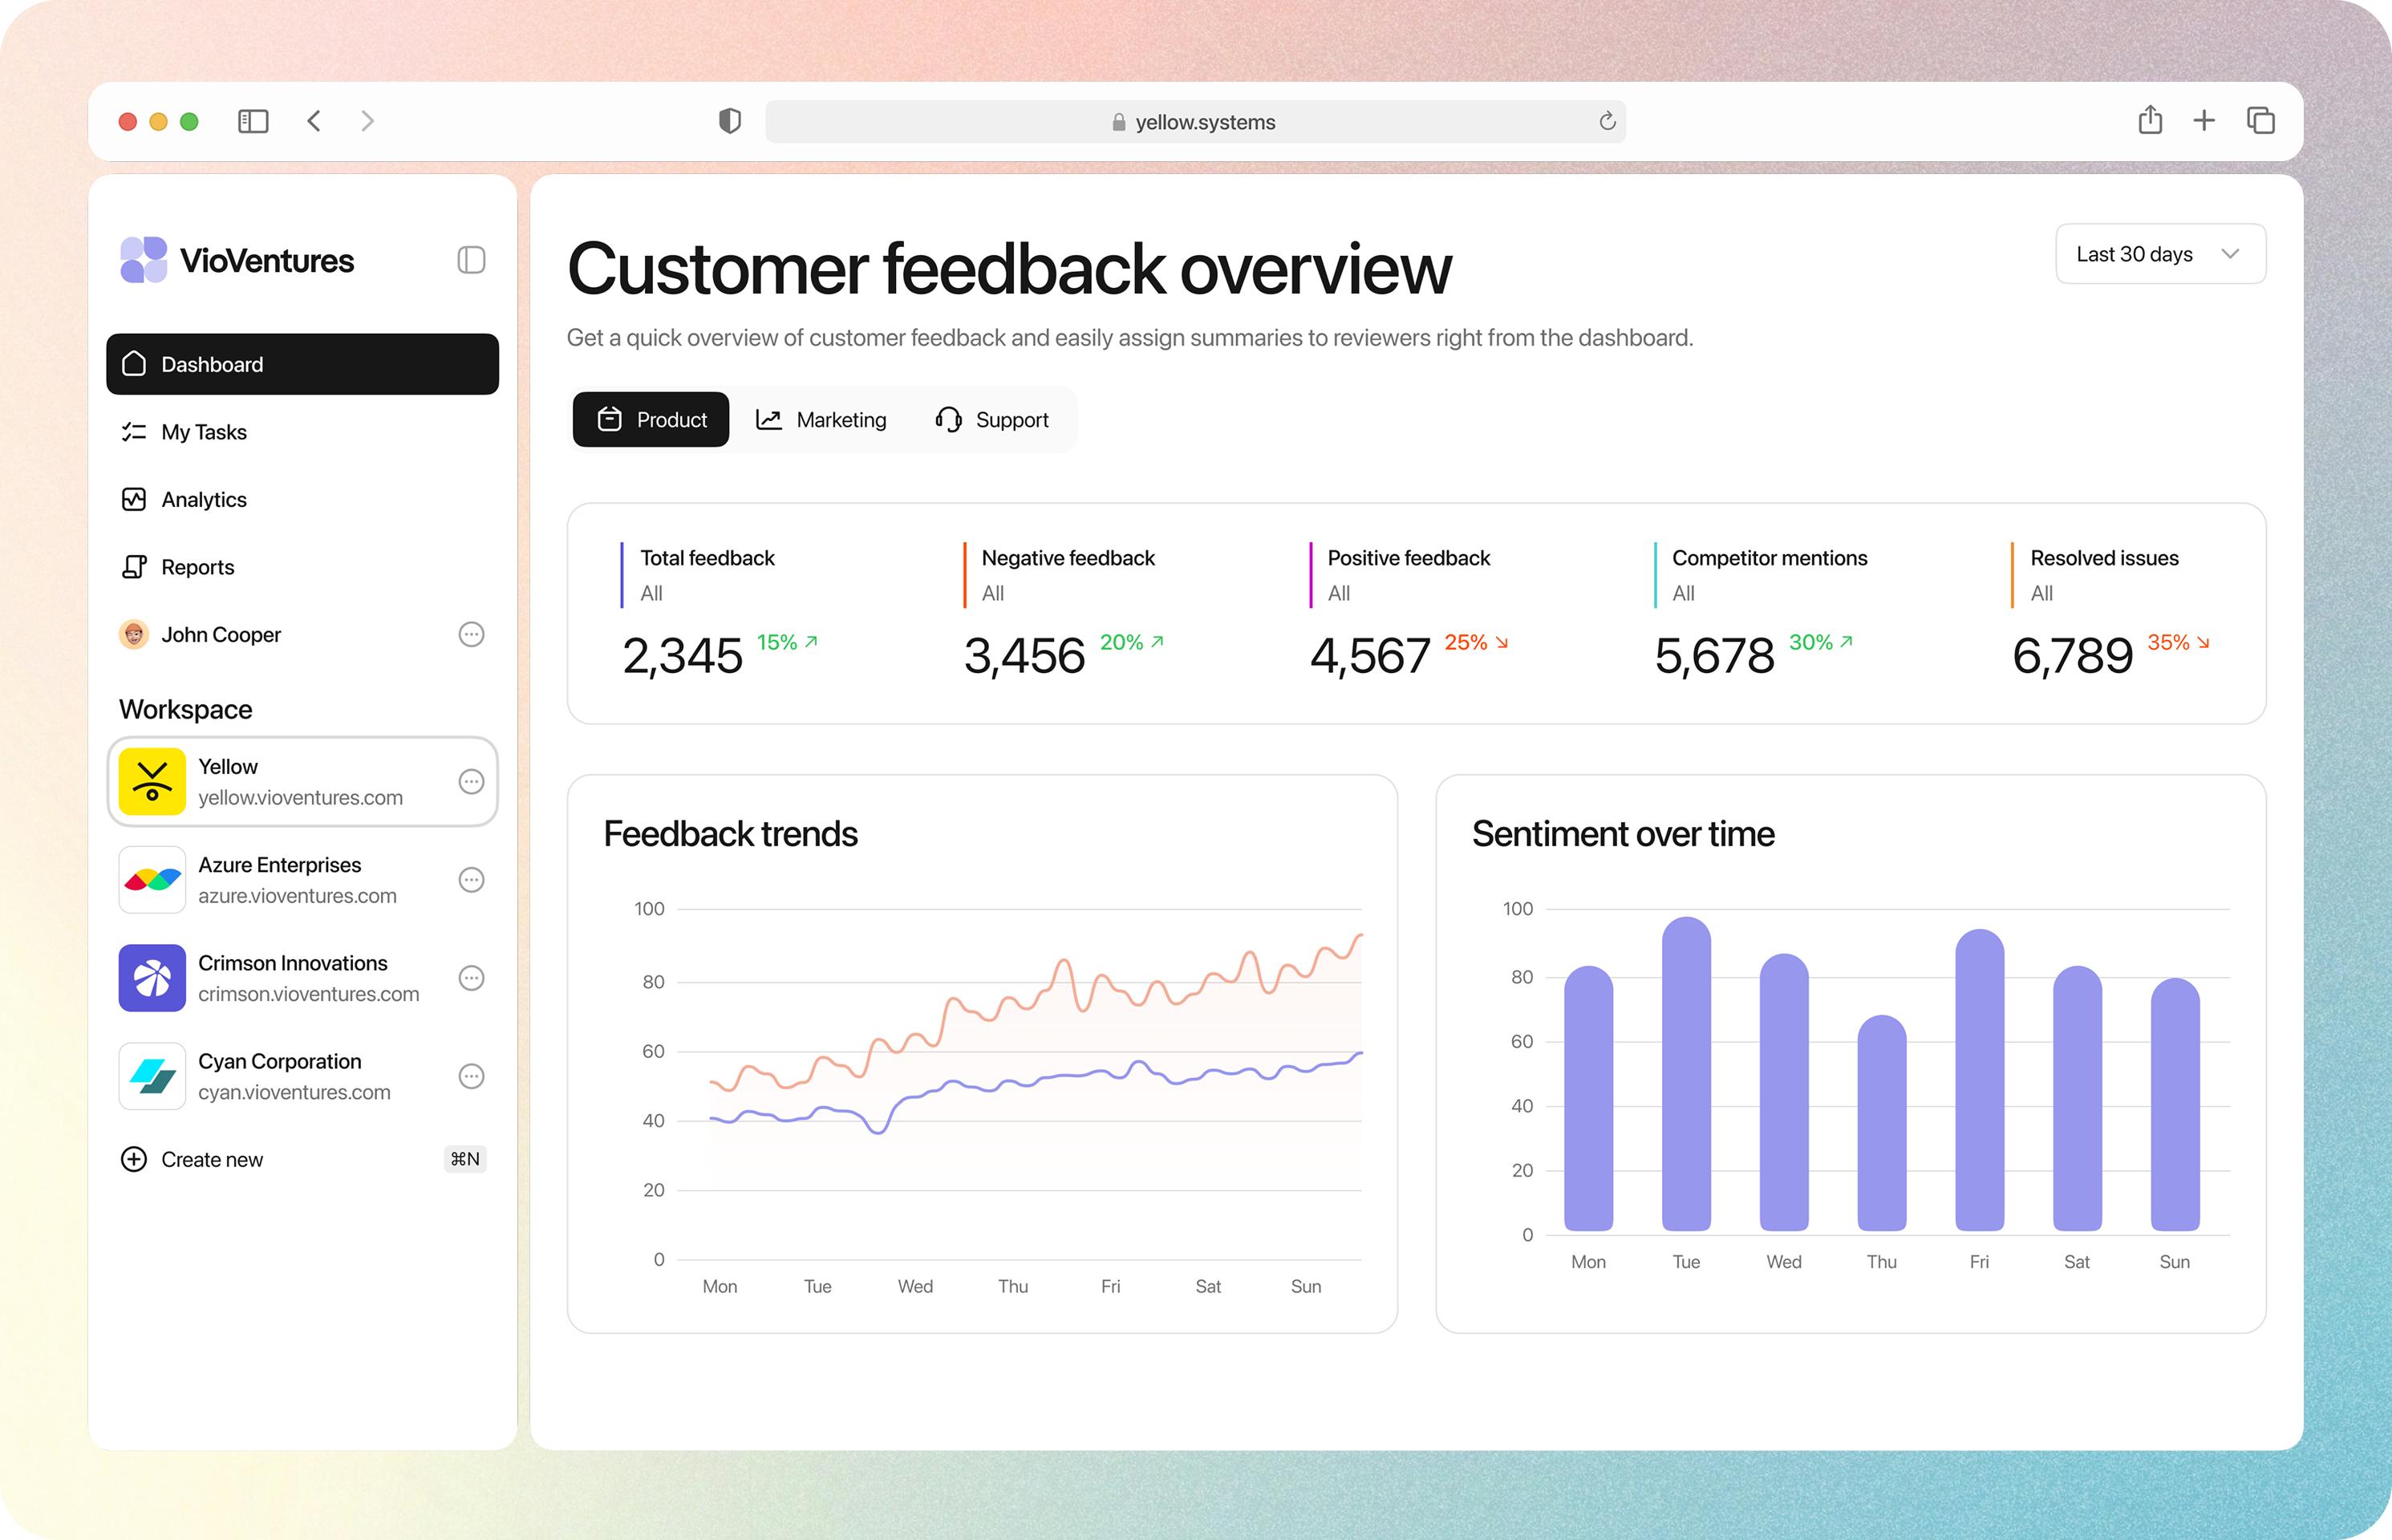 yellow.systems
VioVentures
Dashboard
My Tasks
Analytics
Reports
John Cooper
Workspace
Yellow
yellow.vioventures.com
Azure Enterprises
azure.vioventures.com
Crimson Innovations
crimson.vioventures.com
Cyan Corporation
cyan.vioventures.com
Create new ⌘N
Customer feedback overview
Last 30 days
Get a quick overview of customer feedback and easily assign summaries to reviewers right from the dashboard.
Product Marketing Support
Total feedback
All
2,345 15% ↗
Negative feedback
All
3,456 20% ↗
Positive feedback
All
4,567 25% ↘
Competitor mentions
All
5,678 30% ↗
Resolved issues
All
6,789 35% ↘
Feedback trends
100
80
60
40
20
0
Mon Tue Wed Thu Fri Sat Sun
Sentiment over time
100
80
60
40
20
0
Mon Tue Wed Thu Fri Sat Sun